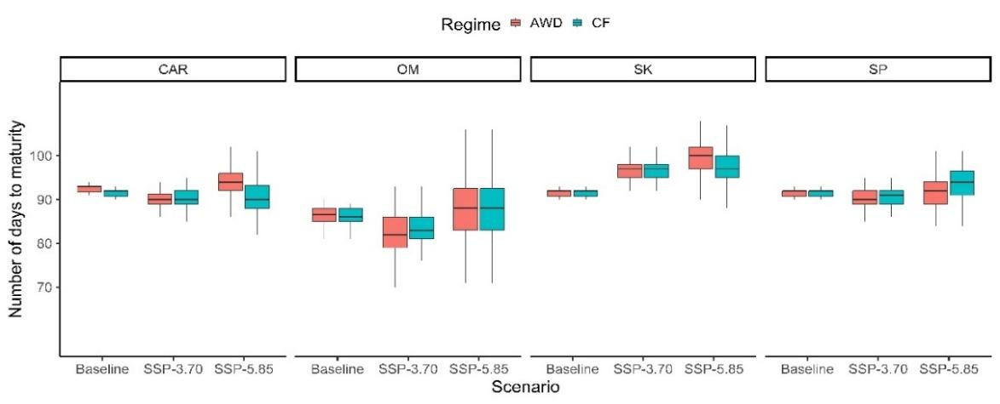 Regime AWD CF
CAR OM SK SP
Number of days to maturity
100
90
80
70
Baseline SSP-3.70 SSP-5.85 Baseline SSP-3.70 SSP-5.85 Baseline SSP-3.70 SSP-5.85 Baseline SSP-3.70 SSP-5.85
Scenario